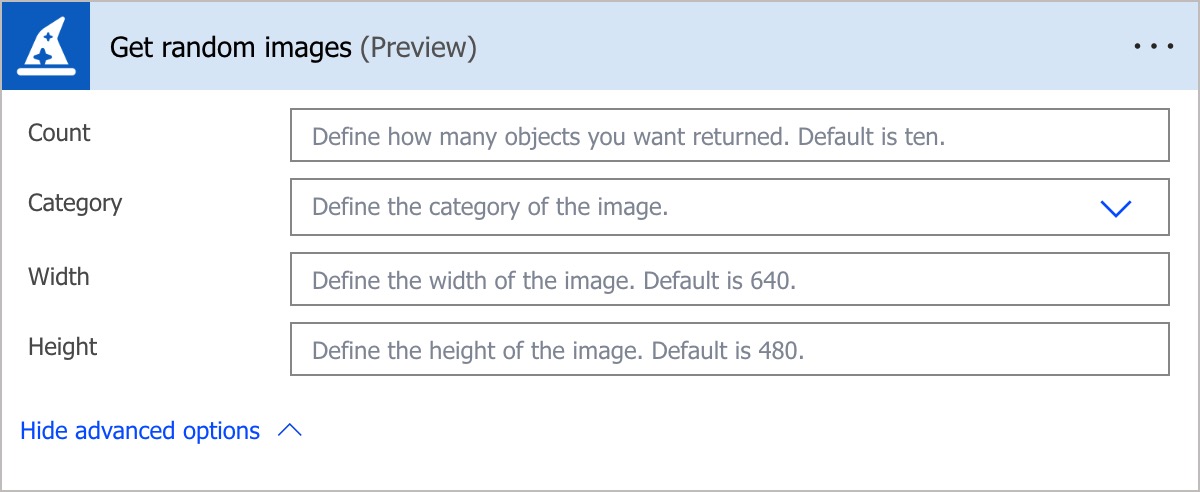 Get random images (Preview)
Count
Define how many objects you want returned. Default is ten.
Category
Define the category of the image.
Width
Define the width of the image. Default is 640.
Height
Define the height of the image. Default is 480.
Hide advanced options